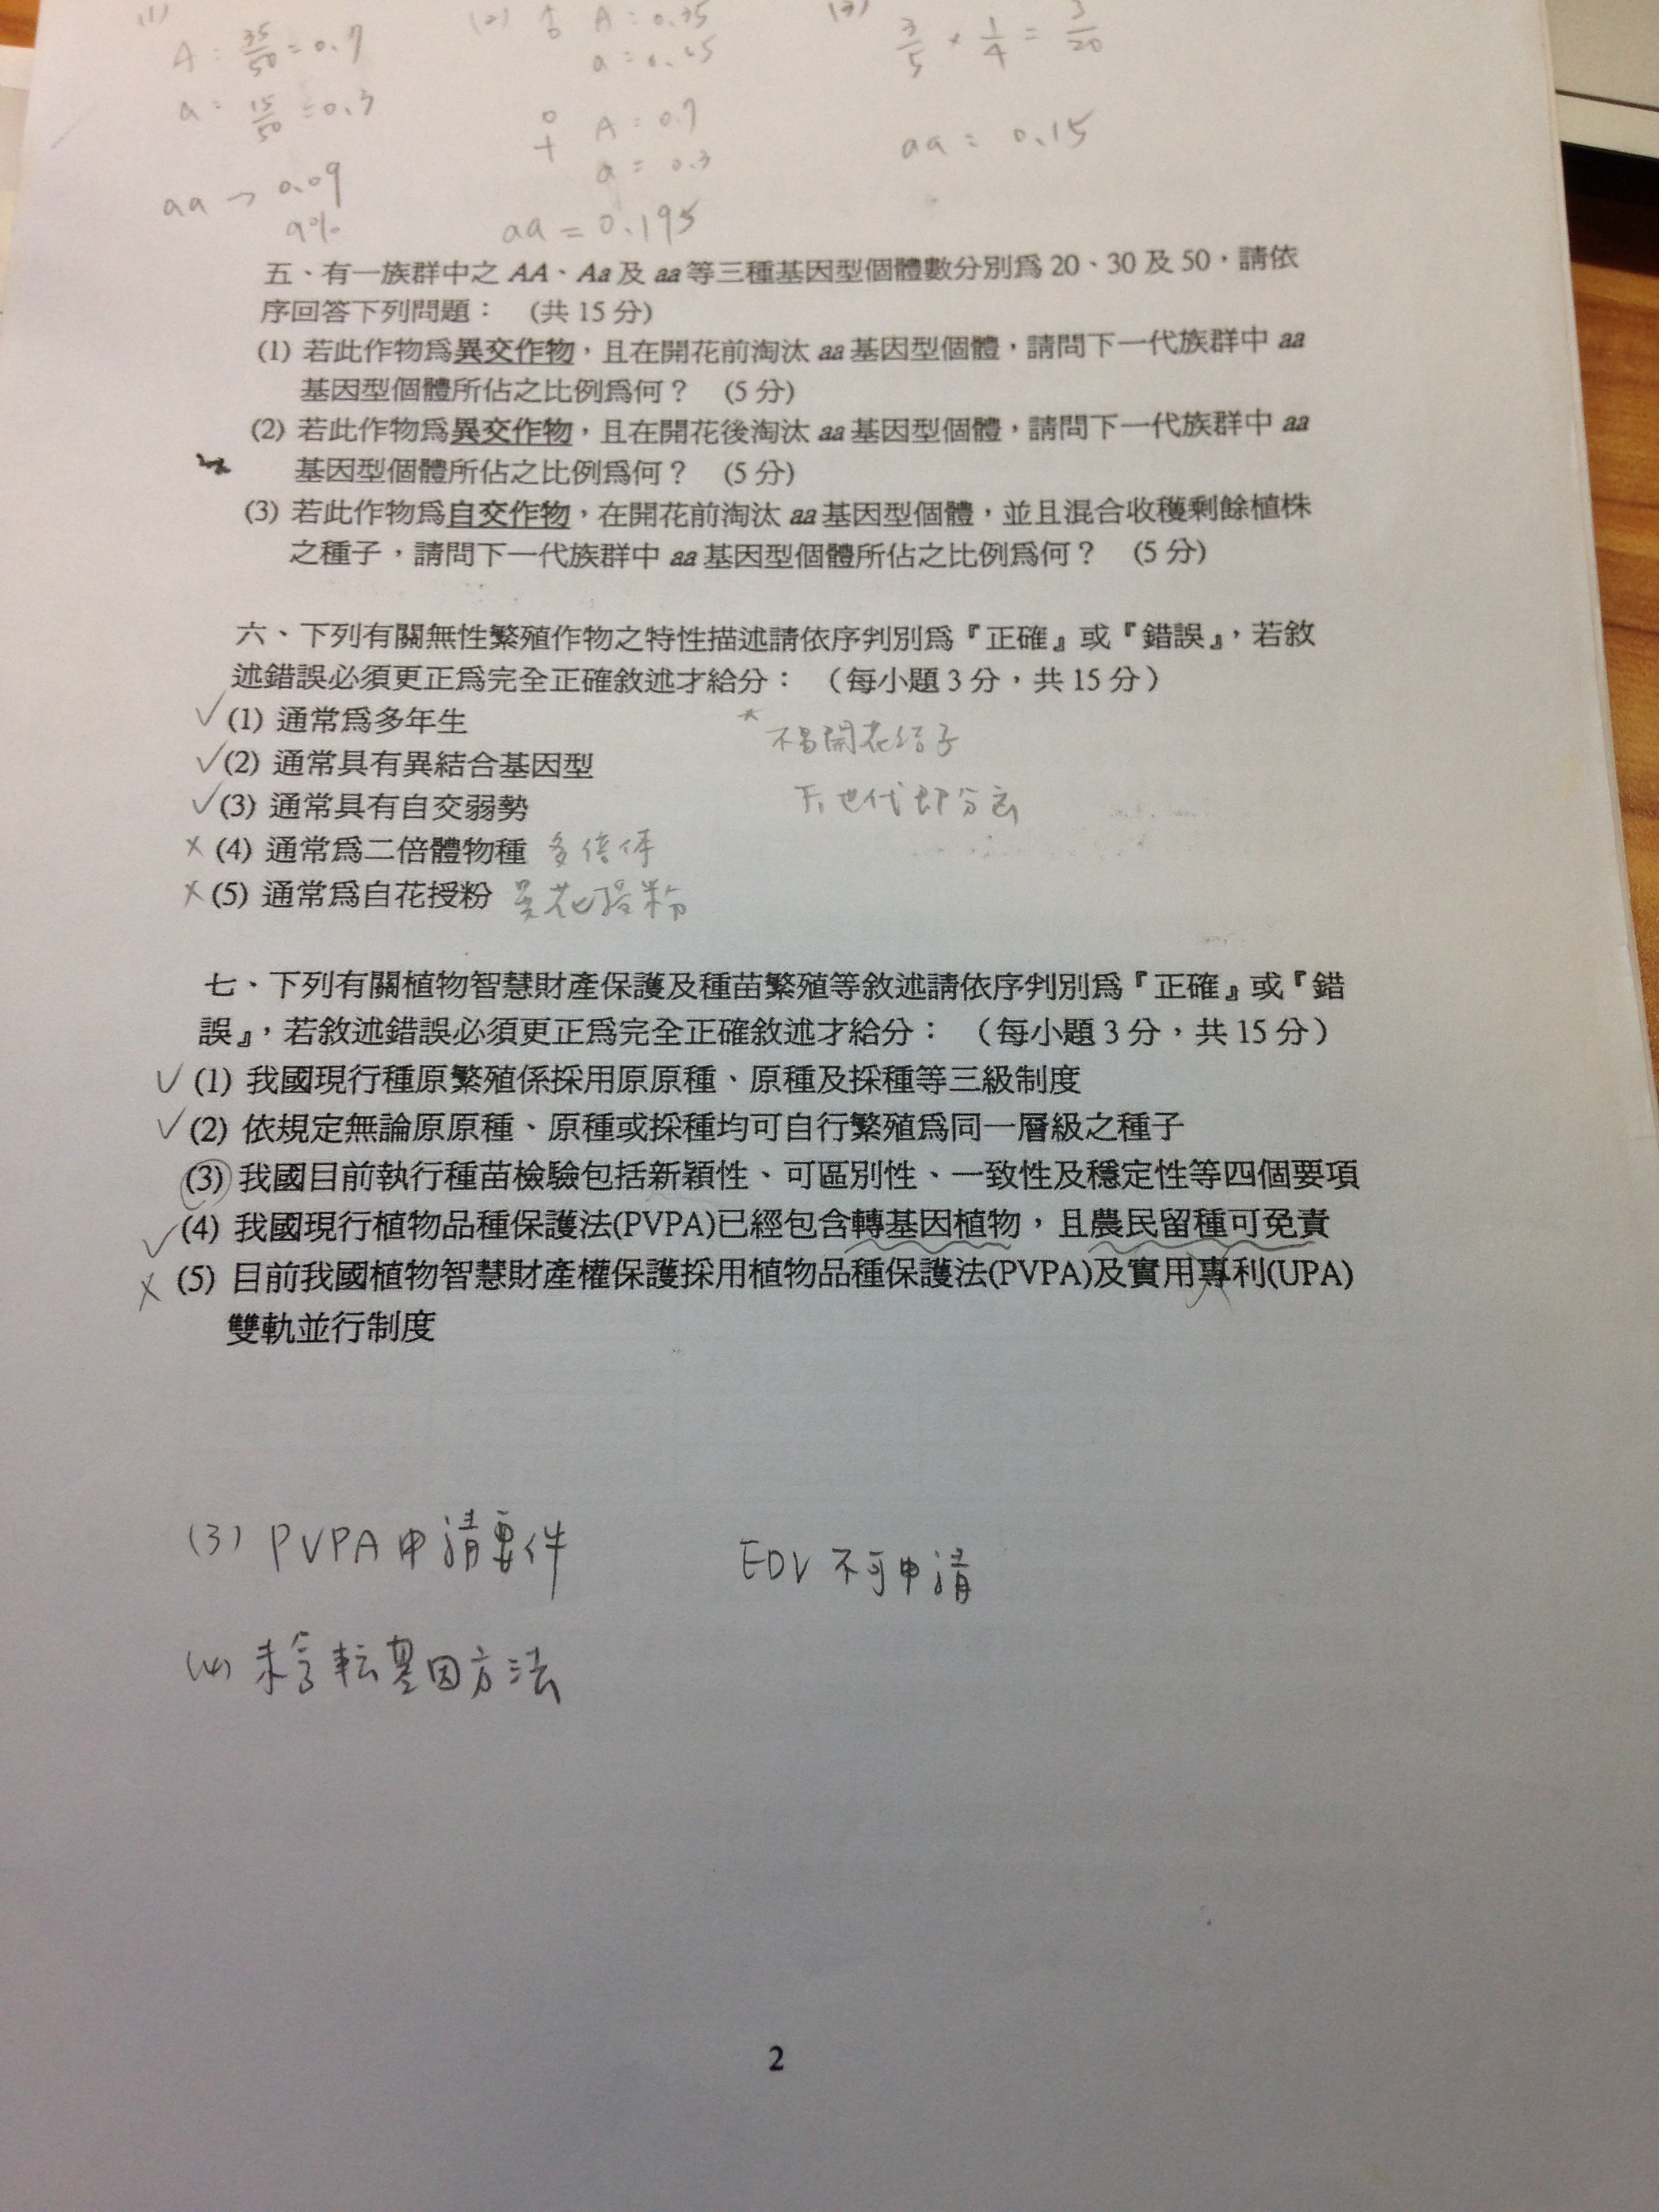 (1)
A : 35/50 = 0.7
a : 15/50 = 0.3
aa → 0.09
9%
(2) ♂ A : 0.35
a : 0.65
♀ A : 0.7
a : 0.3
aa = 0.195
(3) 3/5 × 1/4 = 3/20
aa : 0.15
五、有一族群中之 AA、Aa 及 aa 等三種基因型個體數分別為 20、30 及 50，請依
序回答下列問題： (共 15 分)
(1) 若此作物為異交作物，且在開花前淘汰 aa 基因型個體，請問下一代族群中 aa
基因型個體所佔之比例為何？ (5 分)
(2) 若此作物為異交作物，且在開花後淘汰 aa 基因型個體，請問下一代族群中 aa
基因型個體所佔之比例為何？ (5 分)
(3) 若此作物為自交作物，在開花前淘汰 aa 基因型個體，並且混合收穫剩餘植株
之種子，請問下一代族群中 aa 基因型個體所佔之比例為何？ (5 分)
六、下列有關無性繁殖作物之特性描述請依序判別為『正確』或『錯誤』，若敘
述錯誤必須更正為完全正確敘述才給分： （每小題 3 分，共 15 分）
✓ (1) 通常為多年生
* 不易開花結子
✓ (2) 通常具有異結合基因型
✓ (3) 通常具有自交弱勢
下世代即分離
× (4) 通常為二倍體物種 多倍体
× (5) 通常為自花授粉 異花授粉
七、下列有關植物智慧財產保護及種苗繁殖等敘述請依序判別為『正確』或『錯
誤』，若敘述錯誤必須更正為完全正確敘述才給分： （每小題 3 分，共 15 分）
✓ (1) 我國現行種原繁殖係採用原原種、原種及採種等三級制度
✓ (2) 依規定無論原原種、原種或採種均可自行繁殖為同一層級之種子
(3) 我國目前執行種苗檢驗包括新穎性、可區別性、一致性及穩定性等四個要項
✓ (4) 我國現行植物品種保護法(PVPA)已經包含轉基因植物，且農民留種可免責
× (5) 目前我國植物智慧財產權保護採用植物品種保護法(PVPA)及實用專利(UPA)
雙軌並行制度
(3) PVPA 申請要件
EDV 不可申請
(4) 未含転基因方法
2